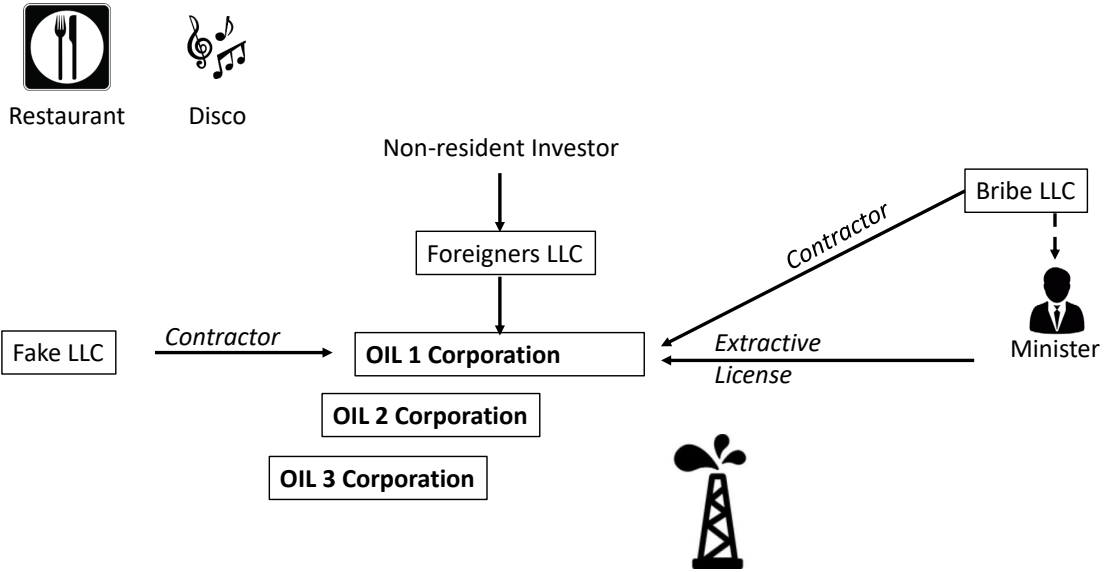 Restaurant
Disco
Non-resident Investor
Bribe LLC
Contractor
Foreigners LLC
Contractor
Fake LLC
OIL 1 Corporation
Extractive
License
Minister
OIL 2 Corporation
OIL 3 Corporation